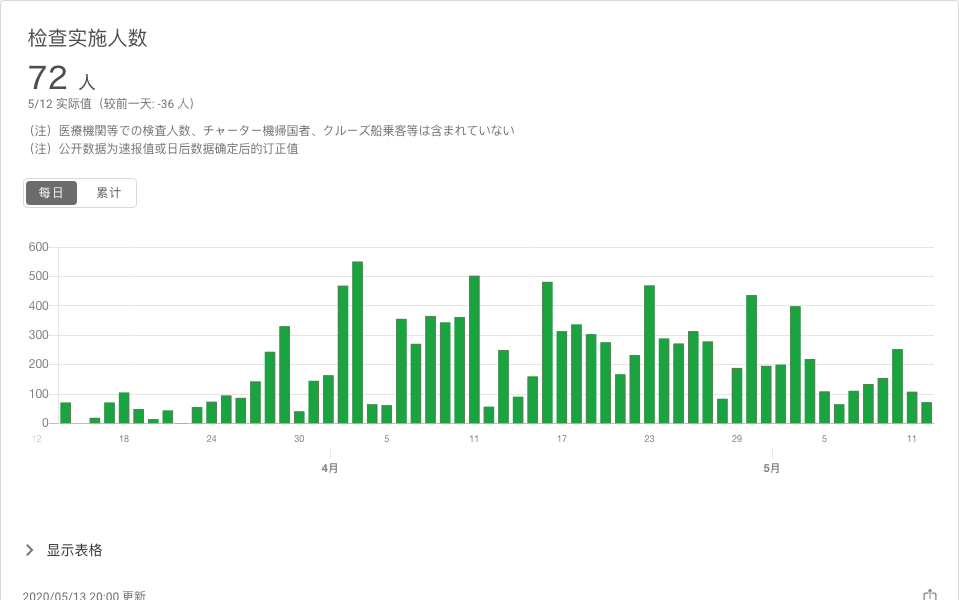 检查实施人数
72 人
5/12 实际值（较前一天: -36 人）
（注）医療機関等での検査人数、チャーター機帰国者、クルーズ船乗客等は含まれていない
（注）公开数据为速报值或日后数据确定后的订正值
每日 累计
600
500
400
300
200
100
0
12 18 24 30 5 11 17 23 29 5 11
4月 5月
显示表格
2020/05/13 20:00 更新